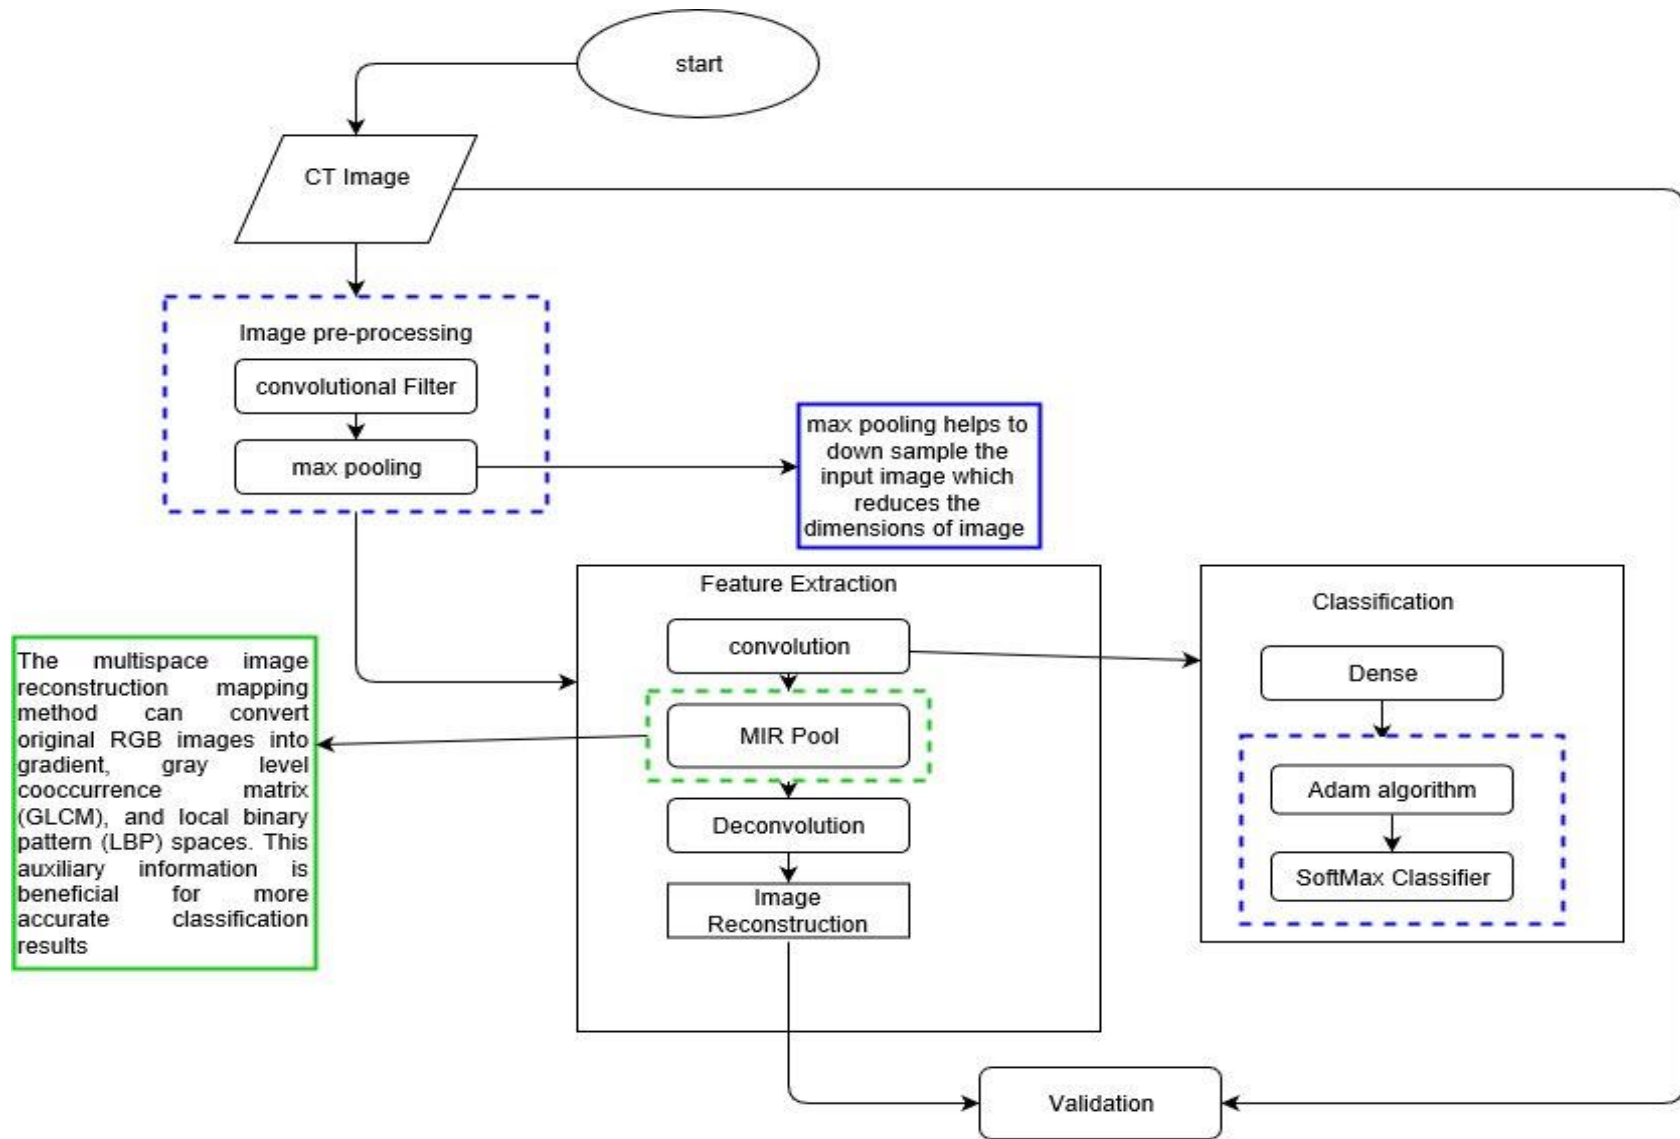 start
CT Image
Image pre-processing
convolutional Filter
max pooling
max pooling helps to
down sample the
input image which
reduces the
dimensions of image
Feature Extraction
convolution
MIR Pool
Deconvolution
Image
Reconstruction
Classification
Dense
Adam algorithm
SoftMax Classifier
The multispace image
reconstruction mapping
method can convert
original RGB images into
gradient, gray level
cooccurrence matrix
(GLCM), and local binary
pattern (LBP) spaces. This
auxiliary information is
beneficial for more
accurate classification
results
Validation